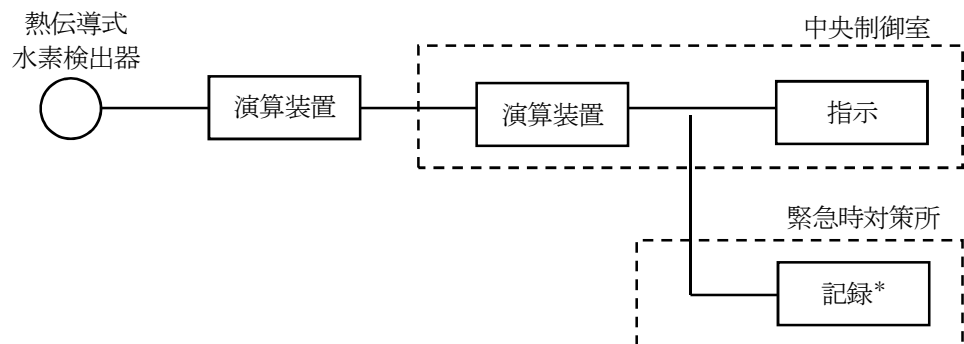 熱伝導式
水素検出器
中央制御室
演算装置
演算装置
指示
緊急時対策所
記録*